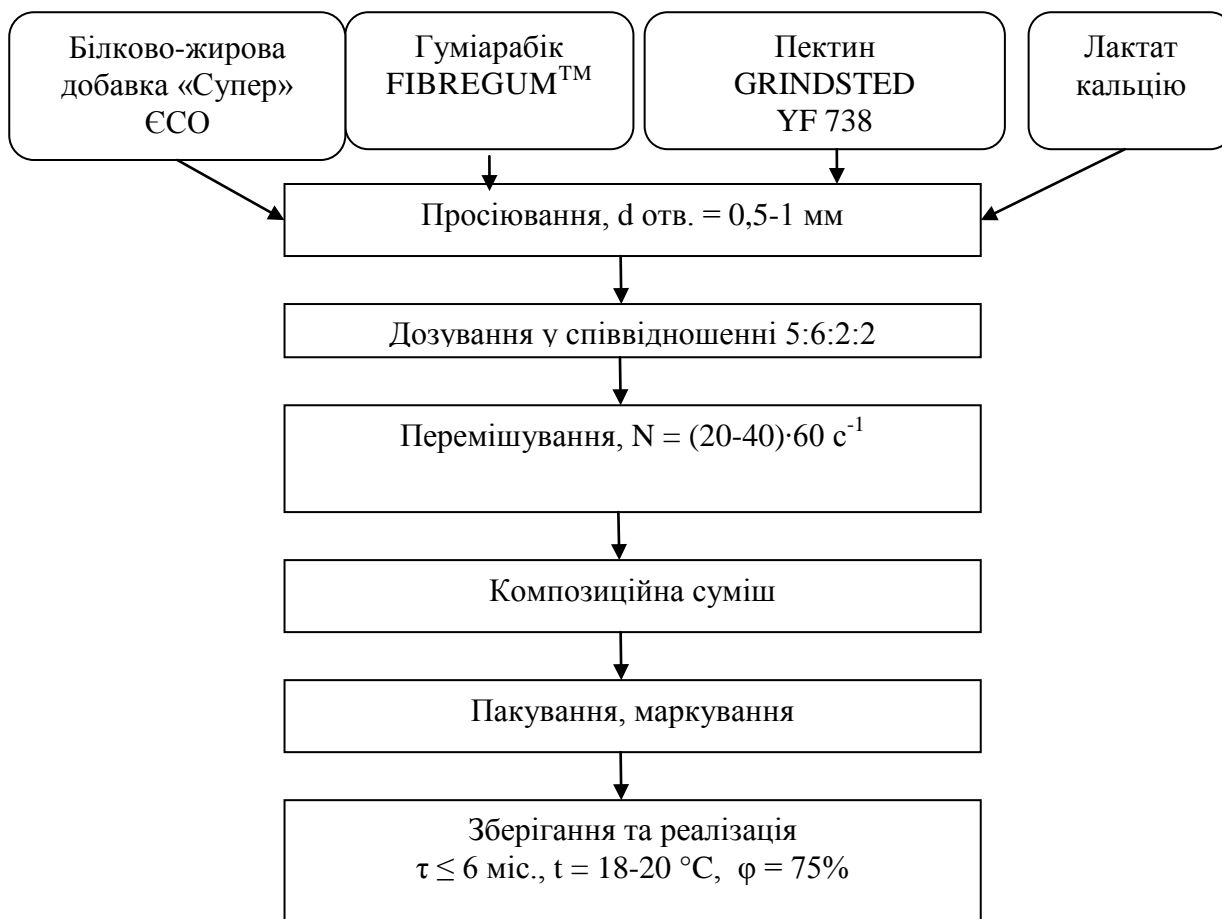 Білково-жирова
добавка «Супер»
ЄСО
Гуміарабік
FIBREGUM™
Пектин
GRINDSTED
YF 738
Лактат
кальцію
Просіювання, d отв. = 0,5-1 мм
Дозування у співвідношенні 5:6:2:2
Перемішування, N = (20-40)·60 с⁻¹
Композиційна суміш
Пакування, маркування
Зберігання та реалізація
τ ≤ 6 міс., t = 18-20 °C, φ = 75%